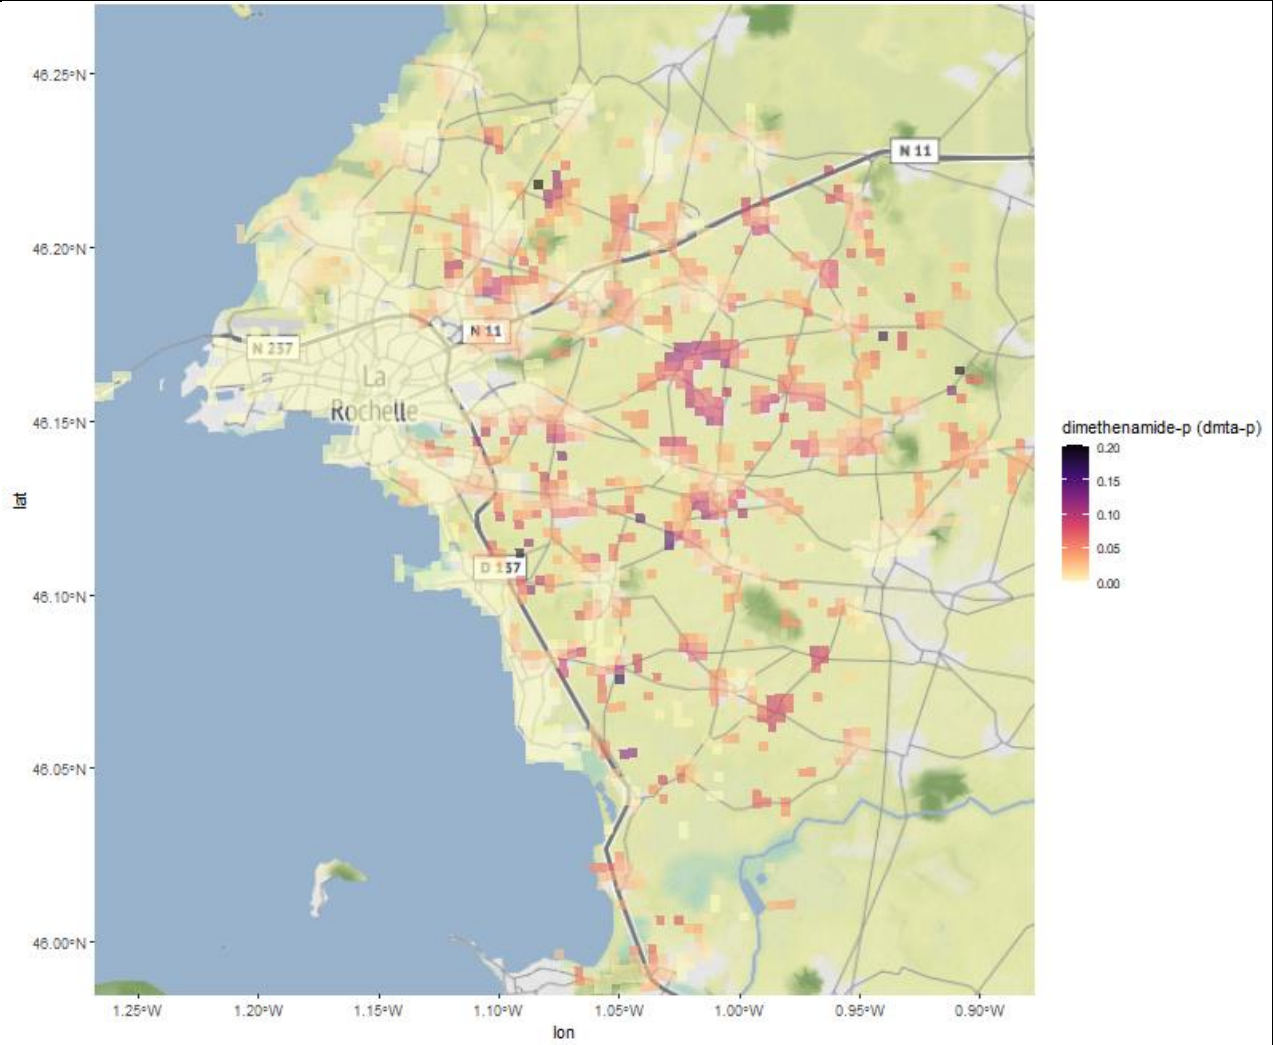 46.25°N
46.20°N
46.15°N
46.10°N
46.05°N
46.00°N
lat
N 11
N 11
N 237
La
Rochelle
D 137
1.25°W
1.20°W
1.15°W
1.10°W
1.05°W
1.00°W
0.95°W
0.90°W
lon
dimethenamide-p (dmta-p)
0.20
0.15
0.10
0.05
0.00